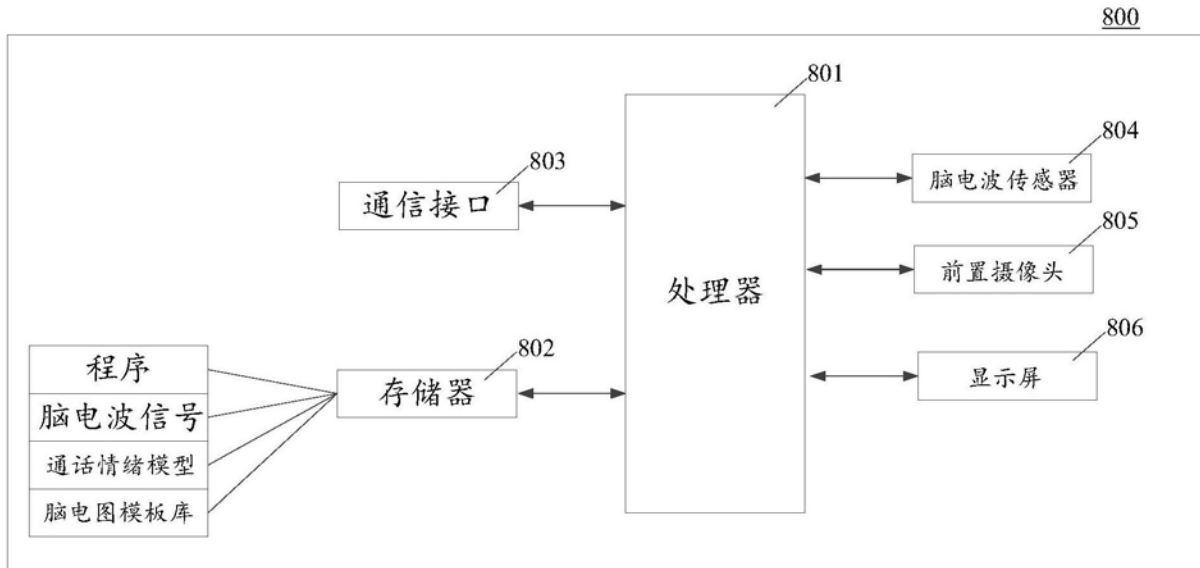 800
801
804
803
脑电波传感器
通信接口
805
前置摄像头
处理器
806
802
程序
存储器
显示屏
脑电波信号
通话情绪模型
脑电图模板库